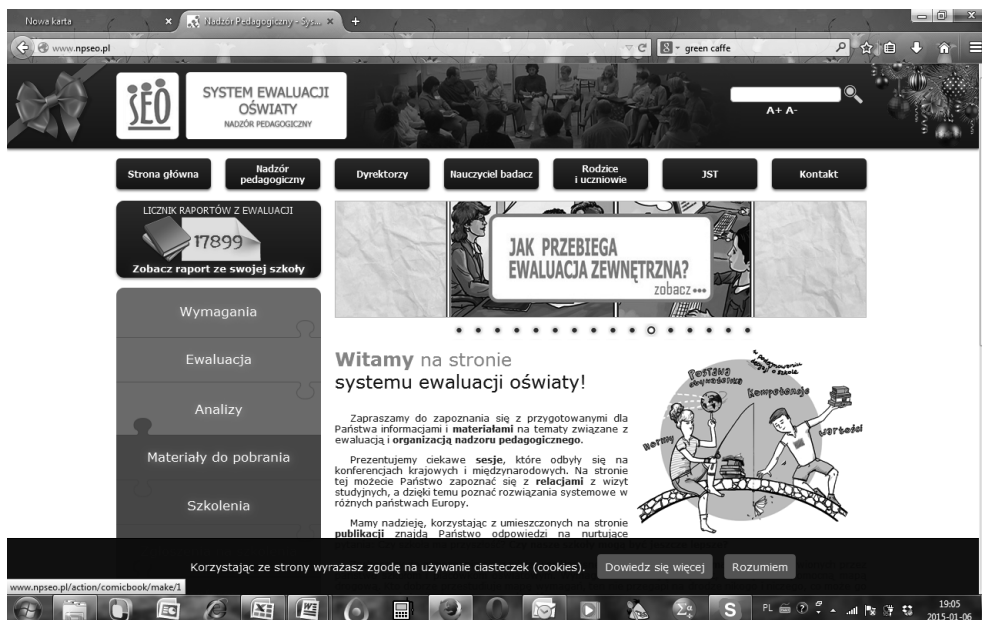 Nowa karta
Nadzór Pedagogiczny - Sys...
www.npseo.pl
green caffe
SEO
SYSTEM EWALUACJI
OŚWIATY
NADZÓR PEDAGOGICZNY
A+ A-
Strona główna
Nadzór
pedagogiczny
Dyrektorzy
Nauczyciel badacz
Rodzice
i uczniowie
JST
Kontakt
LICZNIK RAPORTÓW Z EWALUACJI
17899
Zobacz raport ze swojej szkoły
JAK PRZEBIEGA
EWALUACJA ZEWNĘTRZNA?
zobacz •••
Wymagania
Ewaluacja
Analizy
Materiały do pobrania
Szkolenia
Witamy na stronie
systemu ewaluacji oświaty!
Zapraszamy do zapoznania się z przygotowanymi dla
Państwa informacjami i materiałami na tematy związane z
ewaluacją i organizacją nadzoru pedagogicznego.
Prezentujemy ciekawe sesje, które odbyły się na
konferencjach krajowych i międzynarodowych. Na stronie
tej możecie Państwo zapoznać się z relacjami z wizyt
studyjnych, a dzięki temu poznać rozwiązania systemowe w
różnych państwach Europy.
Mamy nadzieję, korzystając z umieszczonych na stronie
publikacji znajdą Państwo odpowiedzi na nurtujące
Postawa
obywatelska
Kompetencje
Normy
wartości
Korzystając ze strony wyrażasz zgodę na używanie ciasteczek (cookies).
Dowiedz się więcej
Rozumiem
www.npseo.pl/action/comicbook/make/1
PL
19:05
2015-01-06